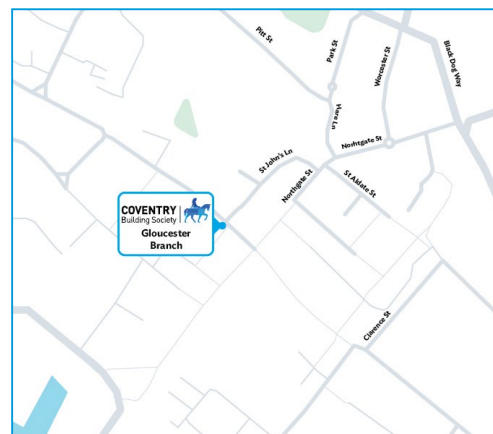 Pitt St
Park St
Worcester St
Black Dog Way
Hare Ln
Norhtgate St
St John's Ln
Northgate St
St Aldate St
COVENTRY
Building Society
Gloucester
Branch
Clarence St